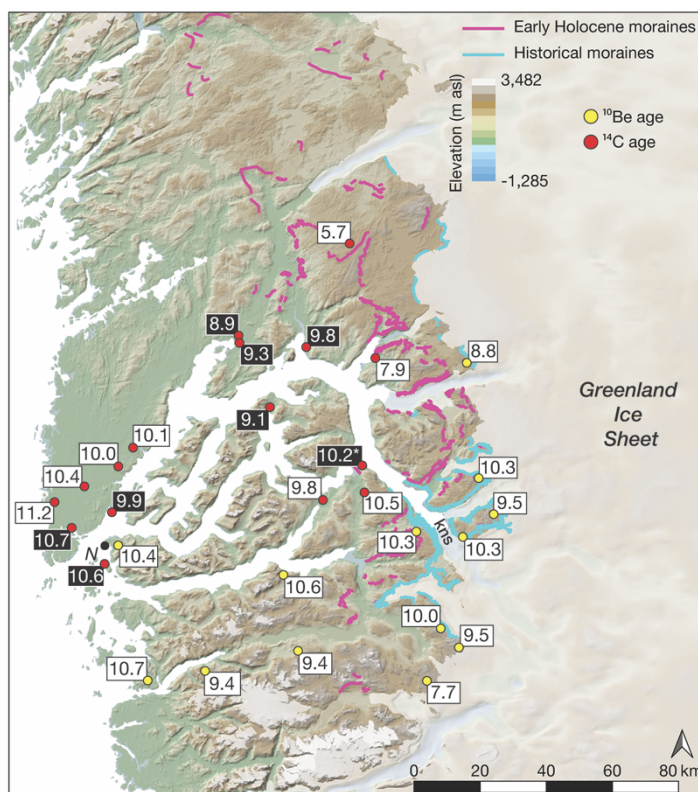 Early Holocene moraines
Historical moraines
3,482
Elevation (m asl)
-1,285
¹⁰Be age
¹⁴C age
5.7
8.9
9.3
9.8
7.9
8.8
9.1
Greenland
Ice
Sheet
10.1
10.0
10.4
11.2
9.9
10.7
10.2*
9.8
10.5
10.3
9.5
kns
10.3
10.3
N
10.4
10.6
10.6
10.0
9.5
10.7
9.4
9.4
7.7
0 20 40 60 80 km